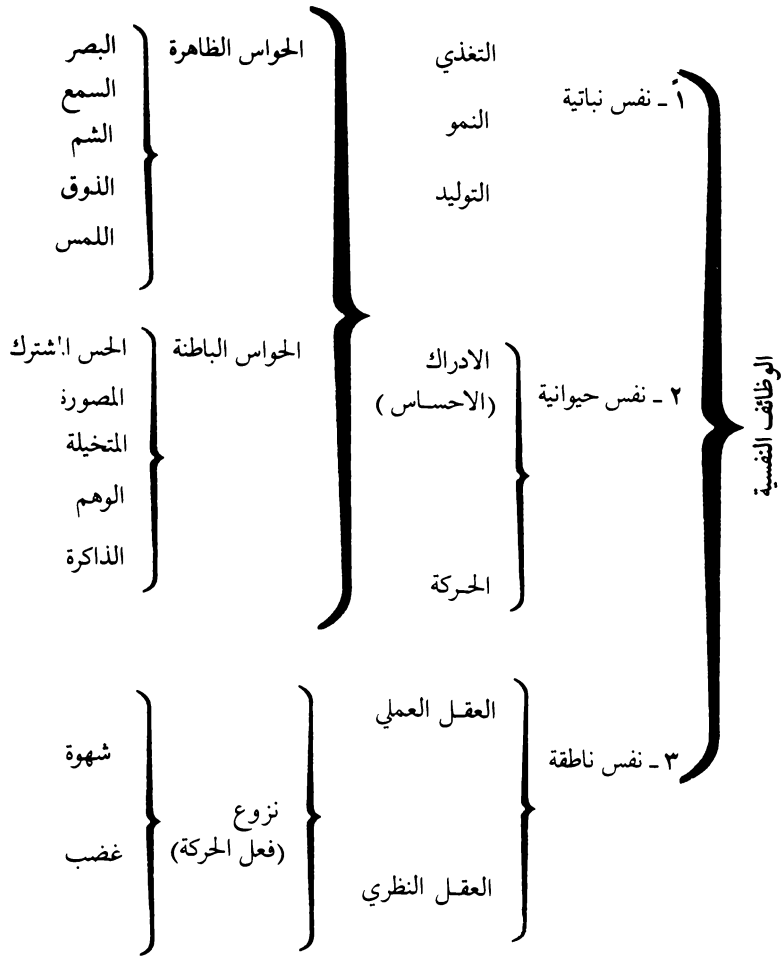 الوظائف النفسية
١ ـ نفس نباتية
التغذي
النمو
التوليد
٢ ـ نفس حيوانية
الادراك
(الاحساس)
الحركة
الحواس الظاهرة
البصر
السمع
الشم
الذوق
اللمس
الحواس الباطنة
الحس المشترك
المصورة
المتخيلة
الوهم
الذاكرة
٣ ـ نفس ناطقة
العقل العملي
العقل النظري
نزوع
(فعل الحركة)
شهوة
غضب